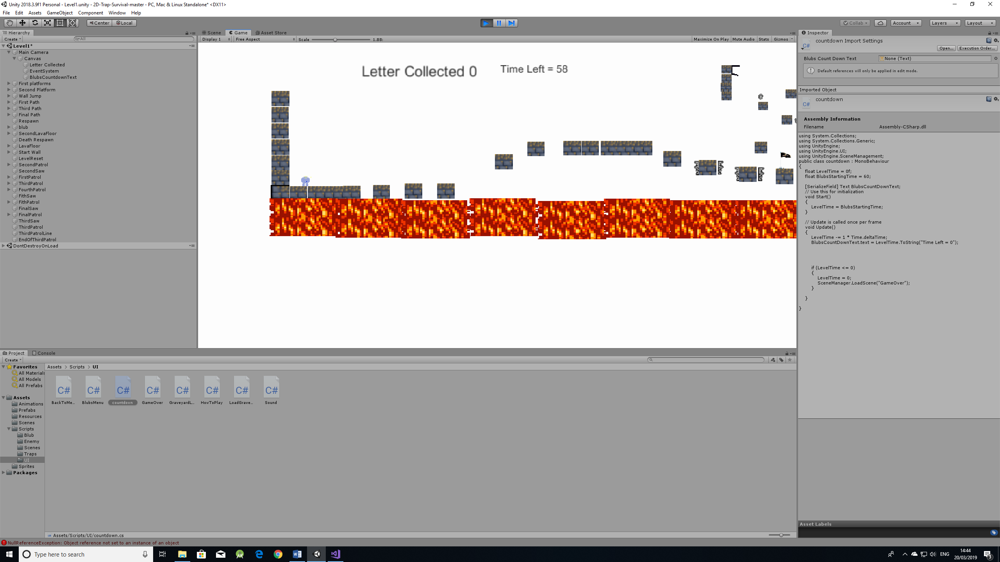 Unity 2018.3.9f1 Personal - Level1.unity - 2D-Trap-Survival-master - PC, Mac & Linux Standalone* <DX11>
File Edit Assets GameObject Component Window Help
Center Local
Collab Account Layers Layout
Hierarchy
Create All
Level1*
Main Camera
Canvas
Letter Collected
EventSystem
BlubsCountdownText
First platforms
Second Platform
Wall Jump
First Path
Third Path
Final Path
Respawn
blub
SecondLavaFloor
Death Respawn
LavaFloor
Start Wall
LevelReset
SecondPatrol
SecondSaw
FirstPatrol
ThirdPatrol
FourthPatrol
FithSaw
FithPatrol
FinalSaw
FinalPatrol
ThirdSaw
ThirdPatrol
ThirdPatrolLine
EndOfThirdPatrol
DontDestroyOnLoad
Scene Game Asset Store
Display 1 Free Aspect Scale 1.88: Maximize On Play Mute Audio Stats Gizmos
Letter Collected 0 Time Left = 58
Inspector
countdown Import Settings
C#
Open... Execution Order...
Blubs Count Down Text None (Text)
Default references will only be applied in edit mode.
Imported Object
countdown
C#
Assembly Information
Filename Assembly-CSharp.dll
using System.Collections;
using System.Collections.Generic;
using UnityEngine;
using UnityEngine.UI;
using UnityEngine.SceneManagement;
public class countdown : MonoBehaviour
{
float LevelTime = 0f;
float BlubsStartingTime = 60;
[SerializeField] Text BlubsCountDownText;
// Use this for initialization
void Start()
{
LevelTime = BlubsStartingTime;
}
// Update is called once per frame
void Update()
{
LevelTime -= 1 * Time.deltaTime;
BlubsCountDownText.text = LevelTime.ToString("Time Left = 0");
if (LevelTime <= 0)
{
LevelTime = 0;
SceneManager.LoadScene("GameOver");
}
}
}
Asset Labels
Project Console
Create
Favorites
All Materials
All Models
All Prefabs
Assets
Animations
Prefabs
Resources
Scenes
Scripts
Blub
Enemy
Scenes
Traps
UI
Sprites
Packages
Assets > Scripts > UI
C# C# C# C# C# C# C# C#
BackToMe... BlubsMenu countdown GameOver GraveyardL... HowToPlay LoadGrave... Sound
Assets/Scripts/UI/countdown.cs
NullReferenceException: Object reference not set to an instance of an object
Type here to search
ENG
14:44
20/03/2019
3